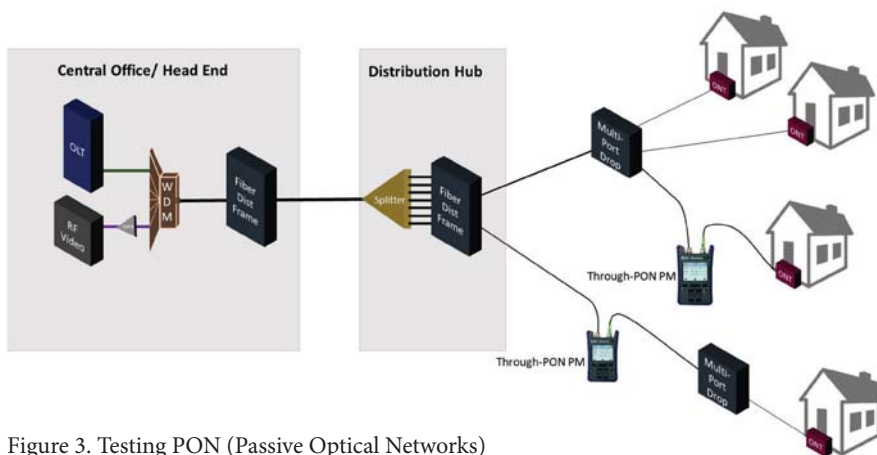 Central Office/ Head End
Distribution Hub
OLT
RF
Video
W
D
M
Fiber
Dist
Frame
Splitter
Fiber
Dist
Frame
Multi-
Port
Drop
ONT
ONT
Through-PON PM
ONT
Through-PON PM
Multi-
Port
Drop
ONT
Figure 3. Testing PON (Passive Optical Networks)